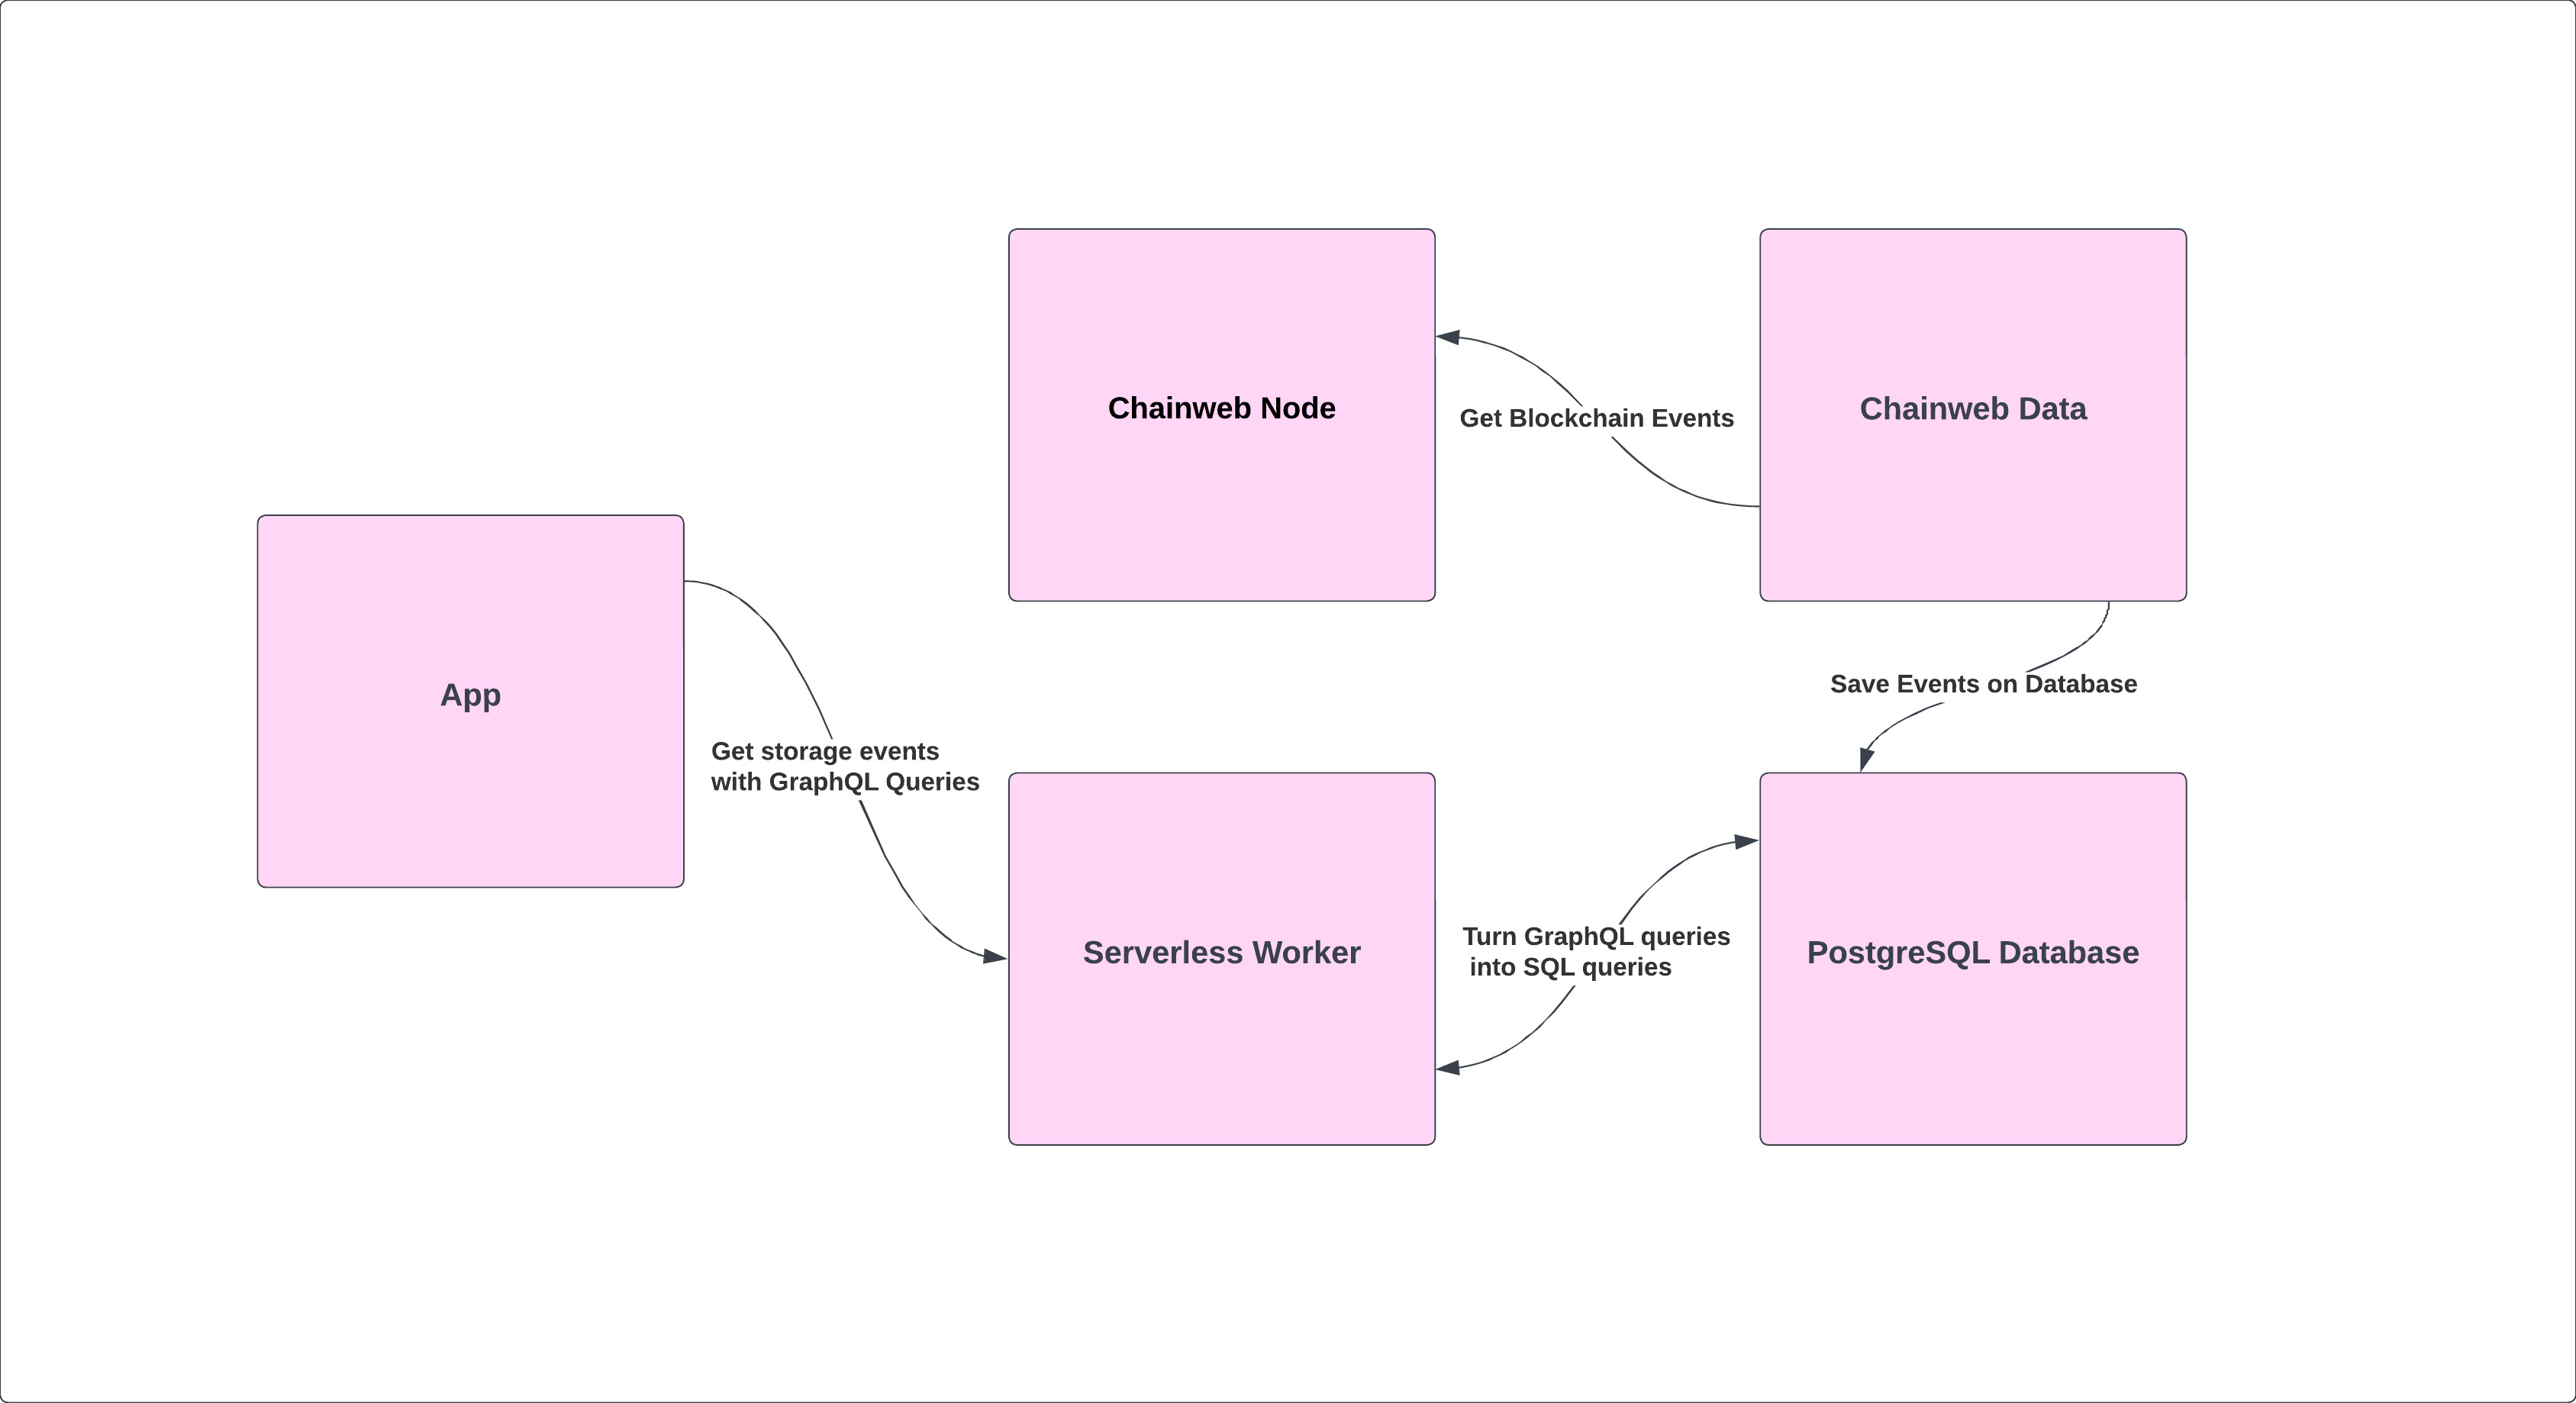 Chainweb Node
Get Blockchain Events
Chainweb Data
App
Save Events on Database
Get storage events
with GraphQL Queries
Serverless Worker
Turn GraphQL queries
into SQL queries
PostgreSQL Database